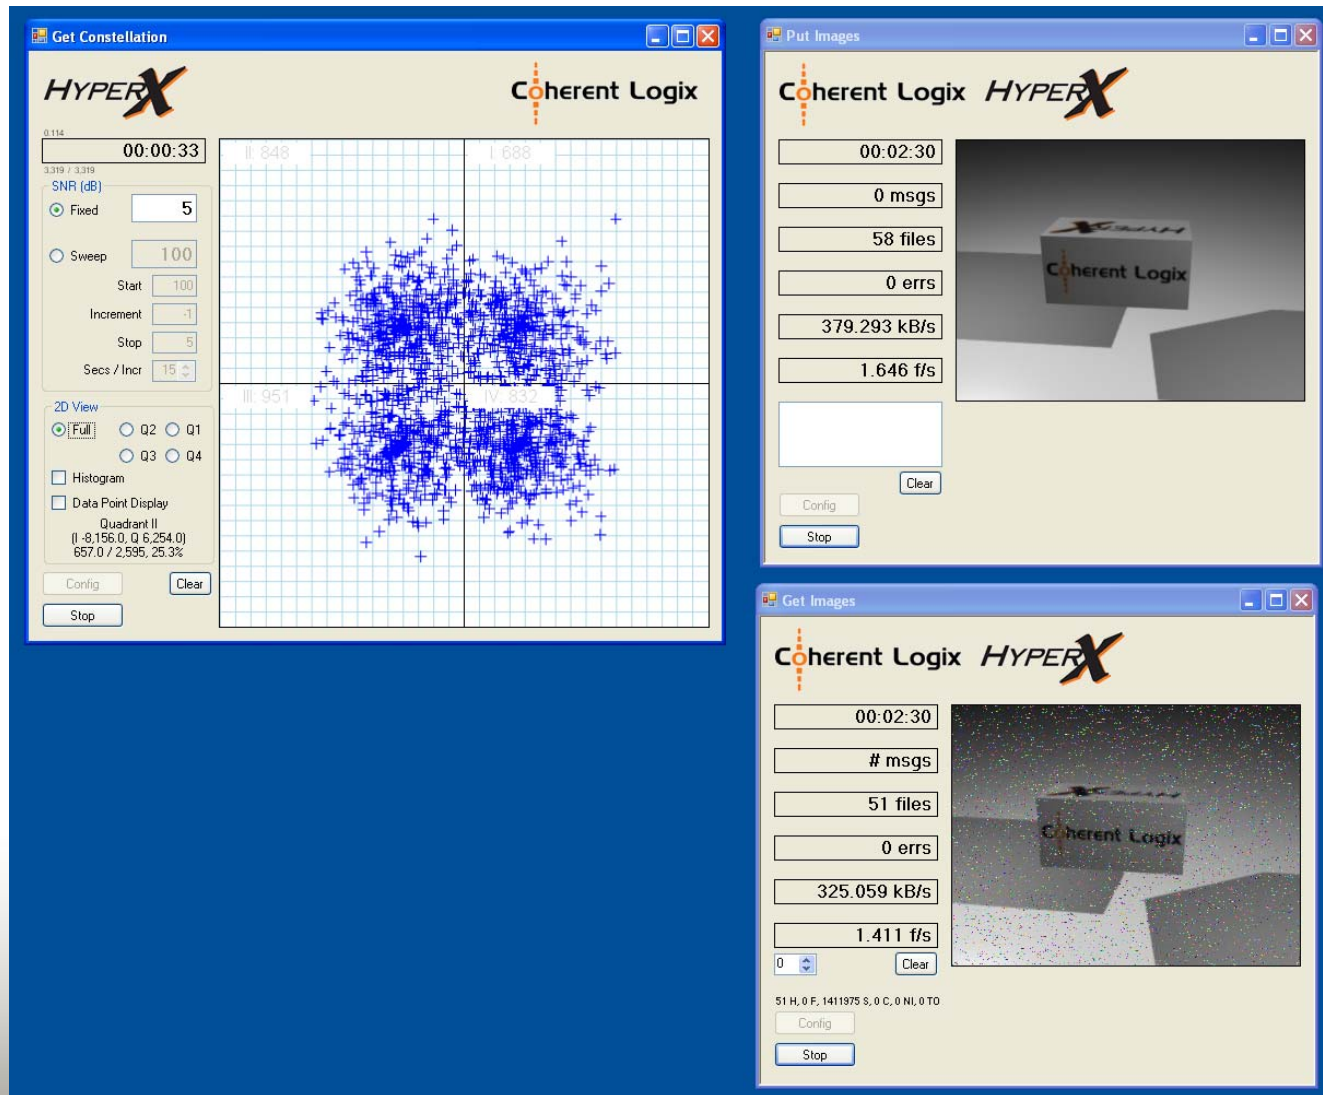 Get Constellation
HYPERX
Coherent Logix
0.114
00:00:33
3,319 / 3,319
SNR (dB)
Fixed 5
Sweep 100
Start 100
Increment -1
Stop 5
Secs / Incr 15
2D View
Full Q2 Q1
Q3 Q4
Histogram
Data Point Display
Quadrant II
(I -8,156.0, Q 6,254.0)
657.0 / 2,595, 25.3%
Config Clear
Stop
II: 848 I: 688
III: 951 IV: 832
Put Images
Coherent Logix HYPERX
00:02:30
0 msgs
58 files
0 errs
379.293 kB/s
1.646 f/s
Clear
Config
Stop
HYPERX
Coherent Logix
Get Images
Coherent Logix HYPERX
00:02:30
# msgs
51 files
0 errs
325.059 kB/s
1.411 f/s
0 Clear
51 H, 0 F, 1411975 S, 0 C, 0 NI, 0 TO
Config
Stop
HYPERX
Coherent Logix